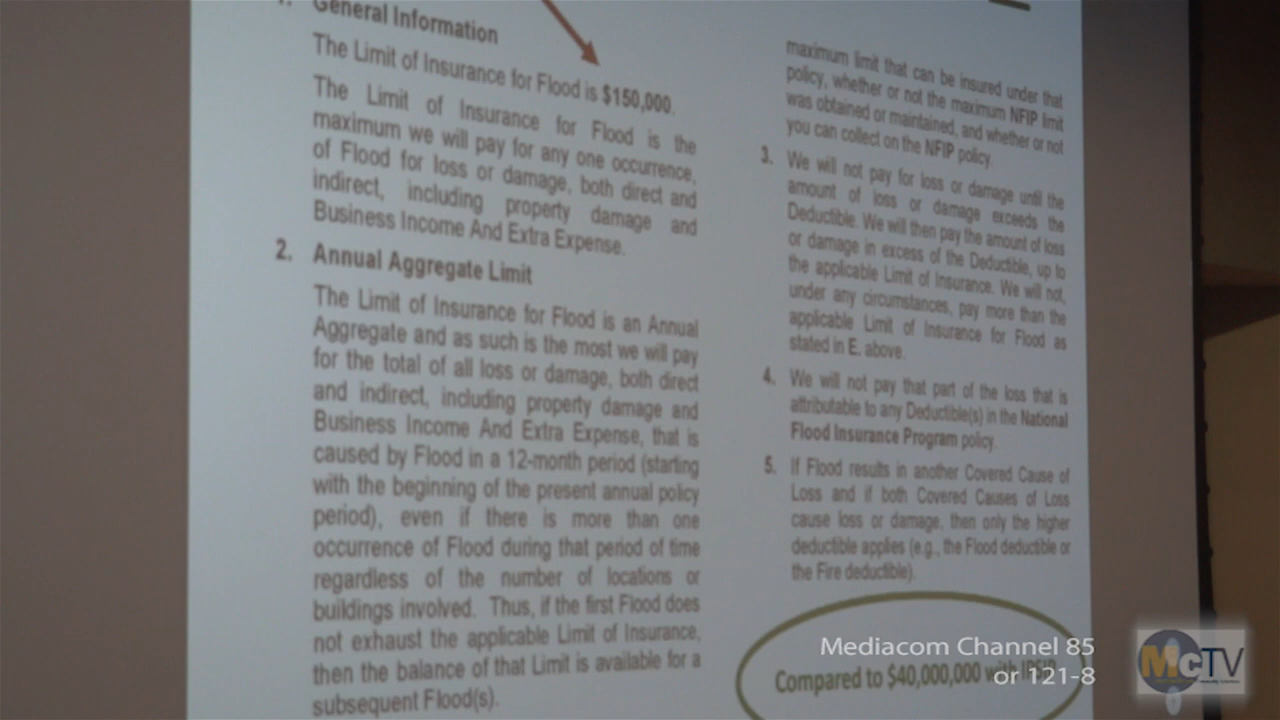 General Information
The Limit of Insurance for Flood is $150,000.
The Limit of Insurance for Flood is the
maximum we will pay for any one occurrence,
of Flood for loss or damage, both direct and
indirect, including property damage and
Business Income And Extra Expense.
2. Annual Aggregate Limit
The Limit of Insurance for Flood is an Annual
Aggregate and as such is the most we will pay
for the total of all loss or damage, both direct
and indirect, including property damage and
Business Income And Extra Expense, that is
caused by Flood in a 12-month period (starting
with the beginning of the present annual policy
period), even if there is more than one
occurrence of Flood during that period of time
regardless of the number of locations or
buildings involved. Thus, if the first Flood does
not exhaust the applicable Limit of Insurance,
then the balance of that Limit is available for a
subsequent Flood(s).
maximum limit that can be insured under that
policy, whether or not the maximum NFIP limit
was obtained or maintained, and whether or not
you can collect on the NFIP policy.
3. We will not pay for loss or damage until the
amount of loss or damage exceeds the
Deductible. We will then pay the amount of loss
or damage in excess of the Deductible, up to
the applicable Limit of Insurance. We will not,
under any circumstances, pay more than the
applicable Limit of Insurance for Flood as
stated in E. above.
4. We will not pay that part of the loss that is
attributable to any Deductible(s) in the National
Flood Insurance Program policy.
5. If Flood results in another Covered Cause of
Loss and if both Covered Causes of Loss
cause loss or damage, then only the higher
deductible applies (e.g., the Flood deductible or
the Fire deductible).
Compared to $40,000,000 with
Mediacom Channel 85
or 121-8
McTV